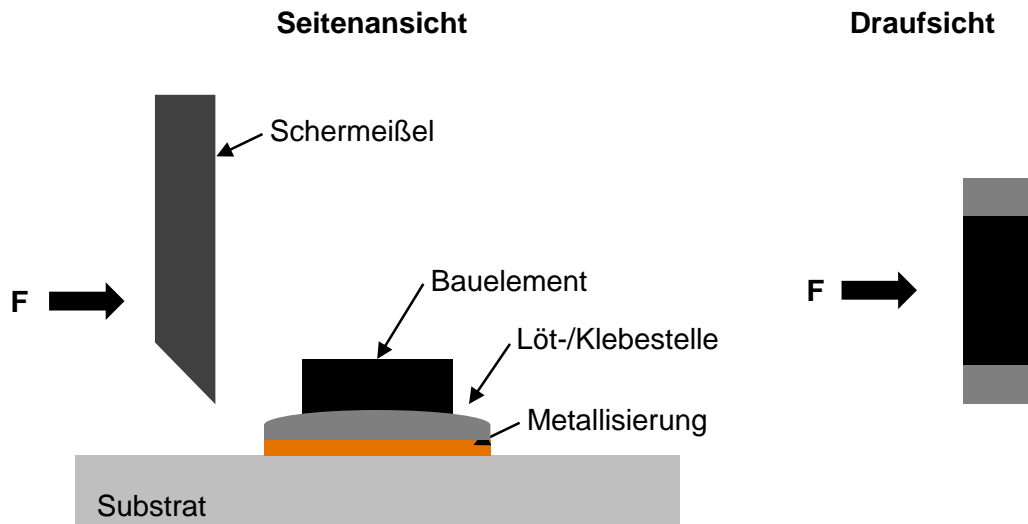 Seitenansicht
Draufsicht
Schermeißel
F
Bauelement
F
Löt-/Klebestelle
Metallisierung
Substrat